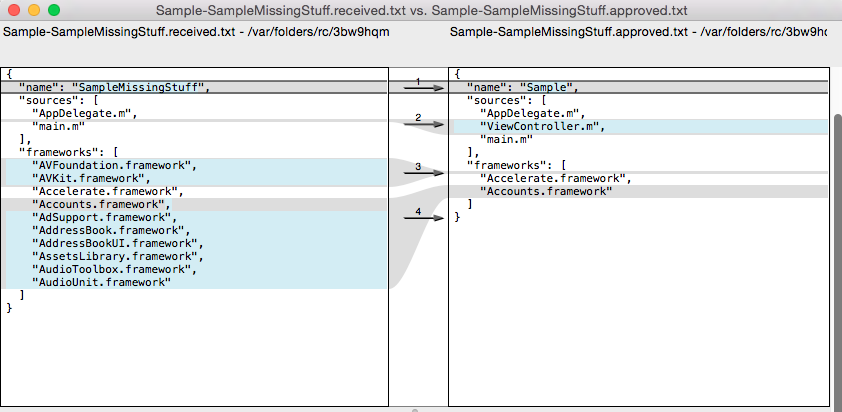 Sample-SampleMissingStuff.received.txt vs. Sample-SampleMissingStuff.approved.txt
Sample-SampleMissingStuff.received.txt - /var/folders/rc/3bw9hqm
Sample-SampleMissingStuff.approved.txt - /var/folders/rc/3bw9hq
{
"name": "SampleMissingStuff",
"sources": [
"AppDelegate.m",
"main.m"
],
"frameworks": [
"AVFoundation.framework",
"AVKit.framework",
"Accelerate.framework",
"Accounts.framework",
"AdSupport.framework",
"AddressBook.framework",
"AddressBookUI.framework",
"AssetsLibrary.framework",
"AudioToolbox.framework",
"AudioUnit.framework"
]
}
1
2
3
4
{
"name": "Sample",
"sources": [
"AppDelegate.m",
"ViewController.m",
"main.m"
],
"frameworks": [
"Accelerate.framework",
"Accounts.framework"
]
}